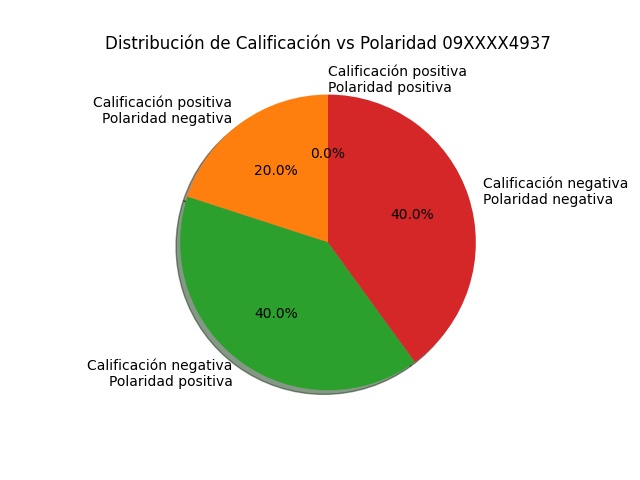 Distribución de Calificación vs Polaridad 09XXXX4937
Calificación positiva
Polaridad positiva
Calificación positiva
Polaridad negativa
0.0%
20.0%
Calificación negativa
Polaridad negativa
40.0%
40.0%
Calificación negativa
Polaridad positiva